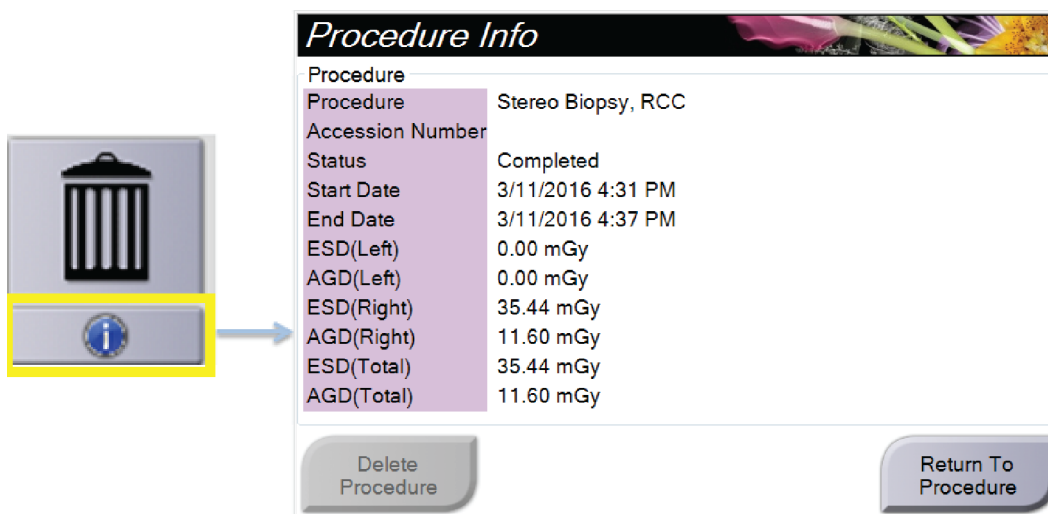 Procedure Info
Procedure
Procedure Stereo Biopsy, RCC
Accession Number
Status Completed
Start Date 3/11/2016 4:31 PM
End Date 3/11/2016 4:37 PM
ESD(Left) 0.00 mGy
AGD(Left) 0.00 mGy
ESD(Right) 35.44 mGy
AGD(Right) 11.60 mGy
ESD(Total) 35.44 mGy
AGD(Total) 11.60 mGy
Delete
Procedure
Return To
Procedure